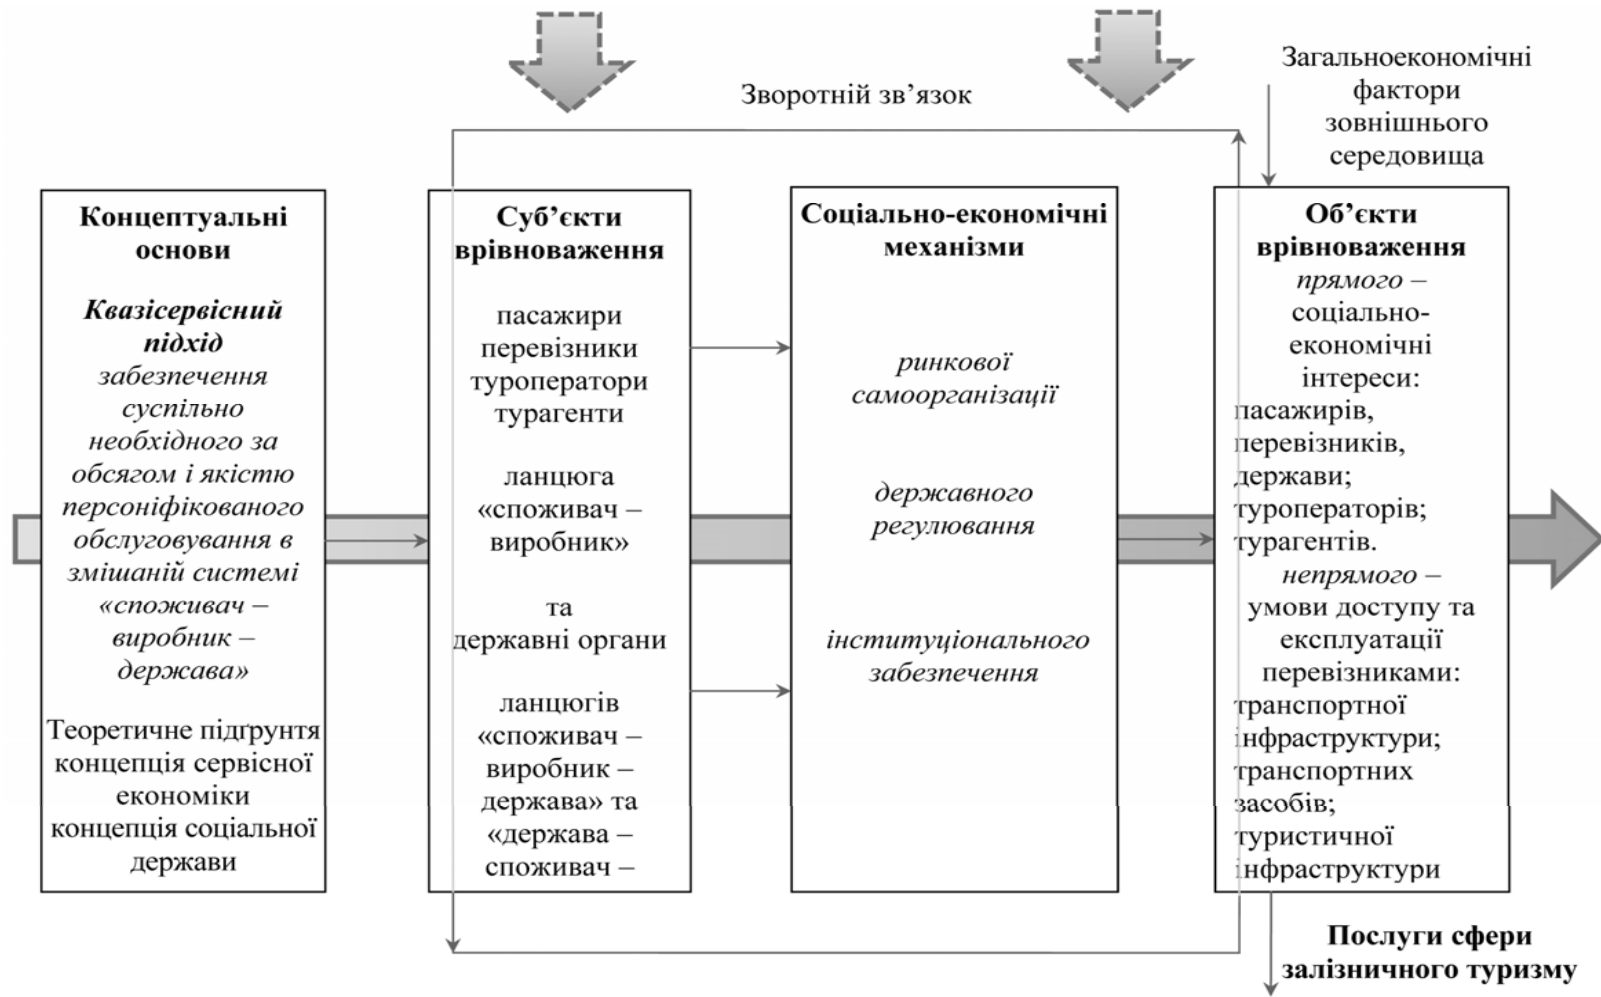 Зворотній зв’язок
Загальноекономічні
фактори
зовнішнього
середовища
Концептуальні
основи
Квазісервісний
підхід
забезпечення
суспільно
необхідного за
обсягом і якістю
персоніфікованого
обслуговування в
змішаній системі
«споживач –
виробник –
держава»
Теоретичне підґрунтя
концепція сервісної
економіки
концепція соціальної
держави
Суб’єкти
врівноваження
пасажири
перевізники
туроператори
турагенти
ланцюга
«споживач –
виробник»
та
державні органи
ланцюгів
«споживач –
виробник –
держава» та
«держава –
споживач –
Соціально-економічні
механізми
ринкової
самоорганізації
державного
регулювання
інституціонального
забезпечення
Об’єкти
врівноваження
прямого –
соціально-
економічні
інтереси:
пасажирів,
перевізників,
держави;
туроператорів;
турагентів.
непрямого –
умови доступу та
експлуатації
перевізниками:
транспортної
інфраструктури;
транспортних
засобів;
туристичної
інфраструктури
Послуги сфери
залізничного туризму